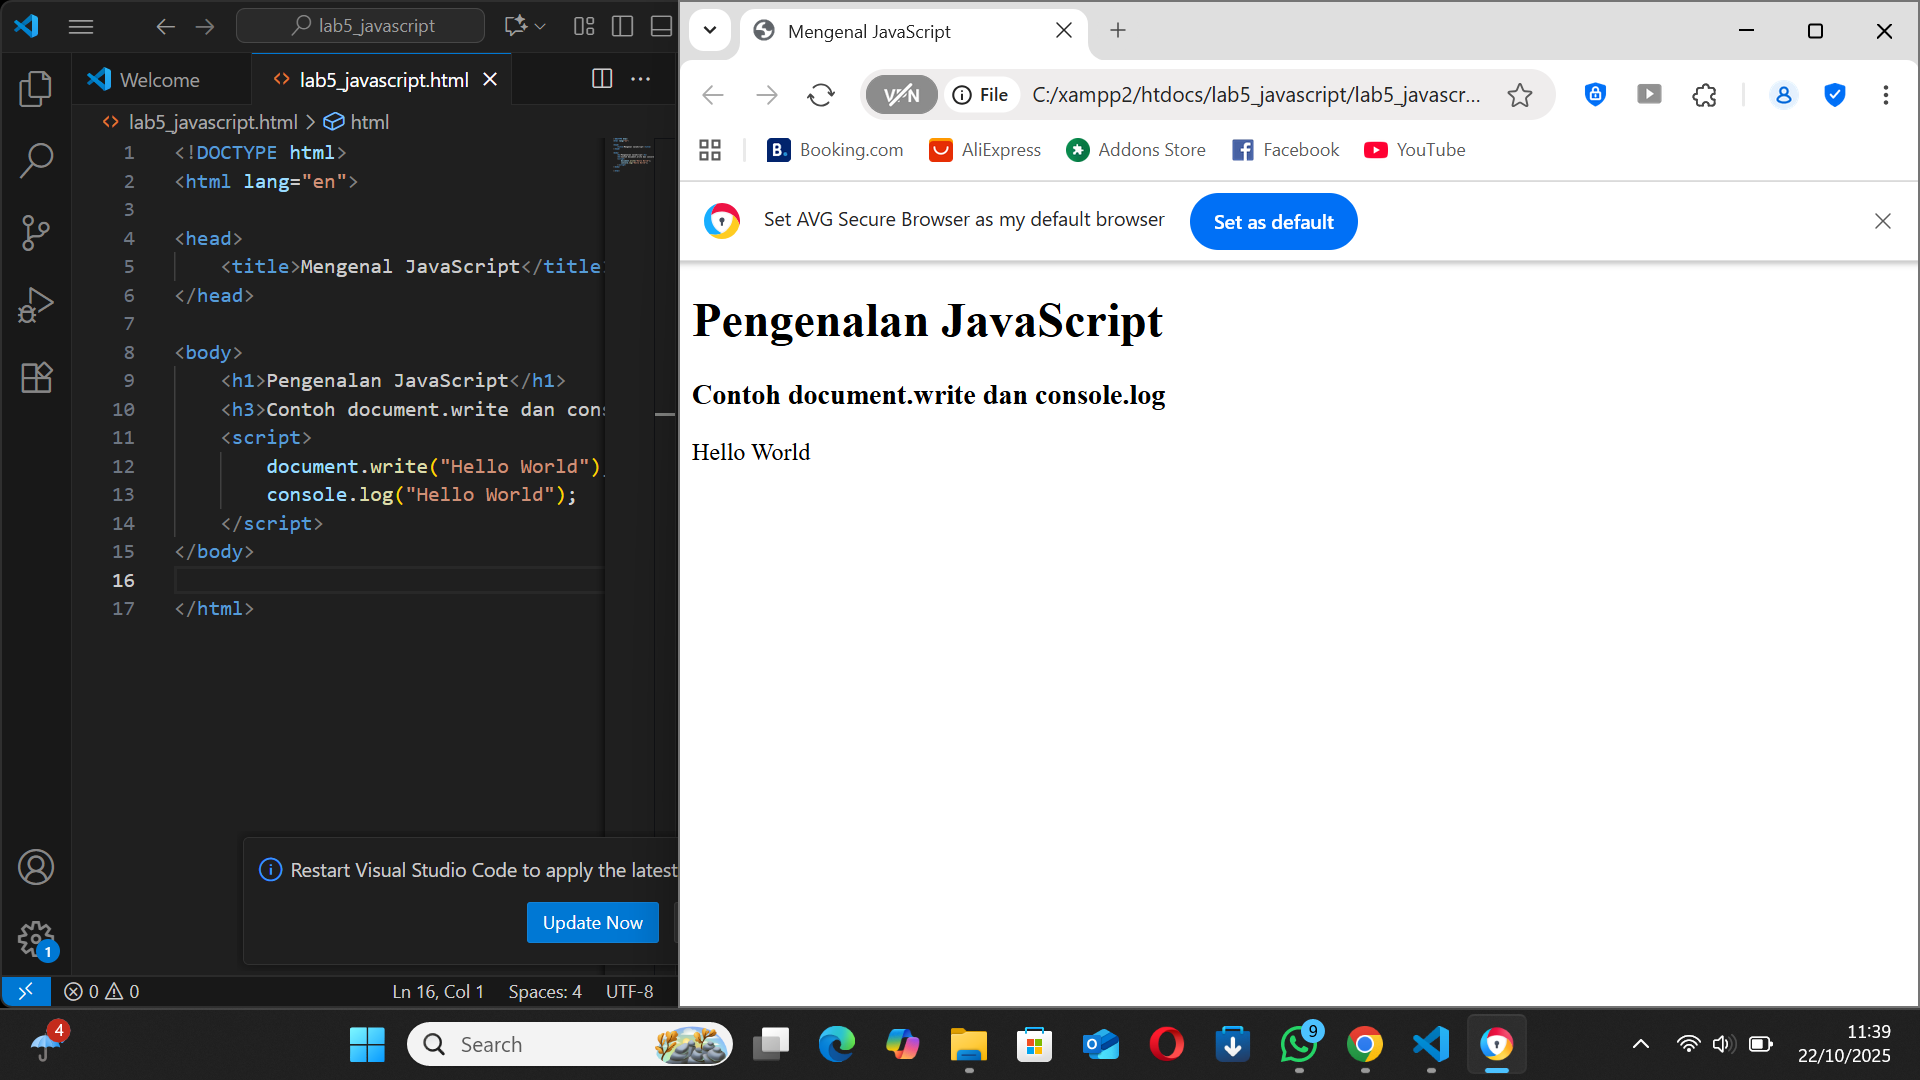 lab5_javascript
Welcome
lab5_javascript.html
lab5_javascript.html > html
1 <!DOCTYPE html>
2 <html lang="en">
3
4 <head>
5 <title>Mengenal JavaScript</title>
6 </head>
7
8 <body>
9 <h1>Pengenalan JavaScript</h1>
10 <h3>Contoh document.write dan cons
11 <script>
12 document.write("Hello World");
13 console.log("Hello World");
14 </script>
15 </body>
16
17 </html>
Restart Visual Studio Code to apply the latest
Update Now
1
0 0
Ln 16, Col 1 Spaces: 4 UTF-8
Mengenal JavaScript
VPN File C:/xampp2/htdocs/lab5_javascript/lab5_javascr...
B. Booking.com AliExpress Addons Store Facebook YouTube
Set AVG Secure Browser as my default browser Set as default
Pengenalan JavaScript
Contoh document.write dan console.log
Hello World
4
Search
9
11:39
22/10/2025